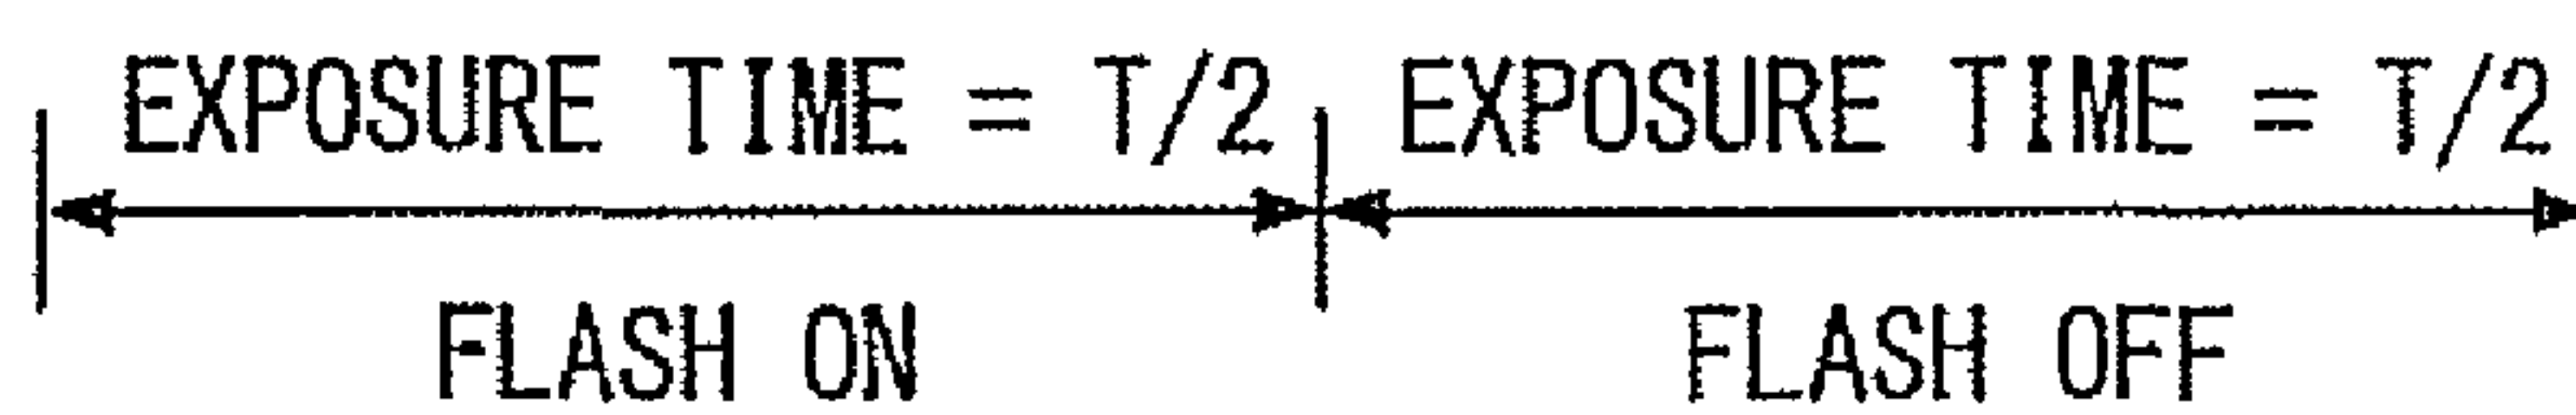 EXPOSURE TIME = T/2 EXPOSURE TIME = T/2
FLASH ON FLASH OFF